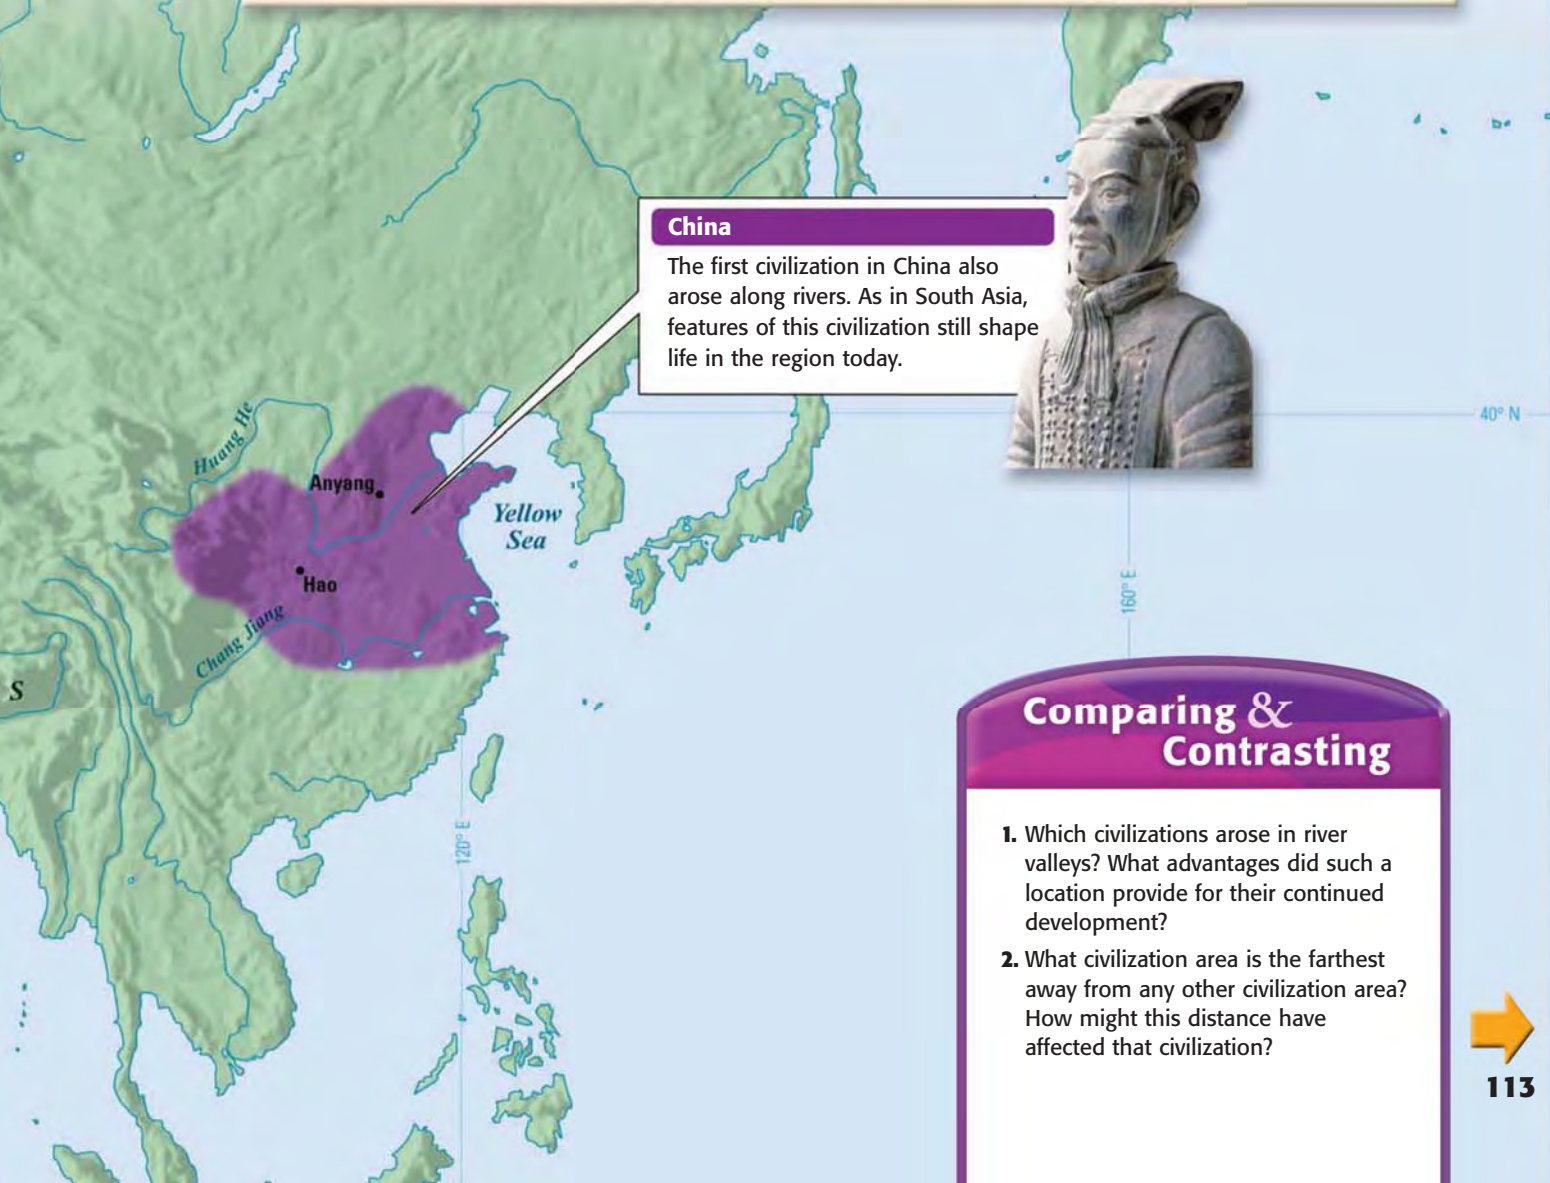 China
The first civilization in China also
arose along rivers. As in South Asia,
features of this civilization still shape
life in the region today.
40° N
Huang He
Anyang
Yellow
Sea
Hao
160° E
Chang Jiang
S
120° E
Comparing &
Contrasting
1. Which civilizations arose in river
valleys? What advantages did such a
location provide for their continued
development?
2. What civilization area is the farthest
away from any other civilization area?
How might this distance have
affected that civilization?
113